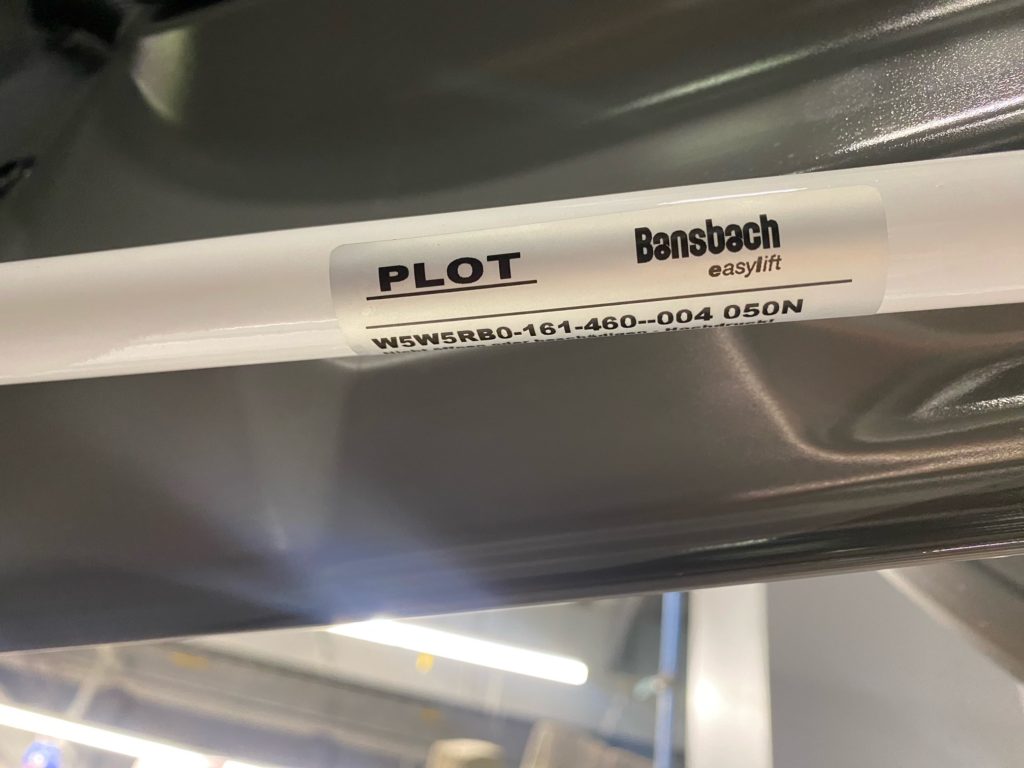 PLOT
Bansbach
easylift
W5W5RB0-161-460--004 050N